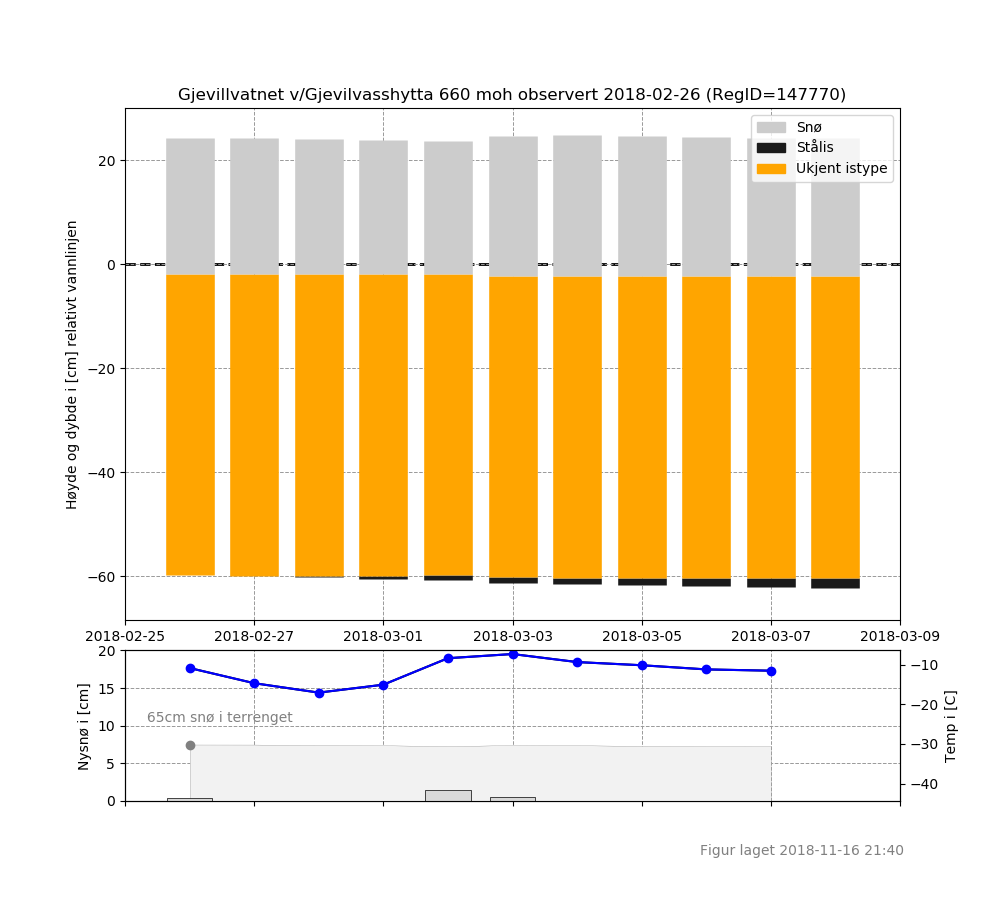 Gjevillvatnet v/Gjevilvasshytta 660 moh observert 2018-02-26 (RegID=147770)
Snø
Stålis
Ukjent istype
Høyde og dybde i [cm] relativt vannlinjen
20
0
−20
−40
−60
2018-02-25 2018-02-27 2018-03-01 2018-03-03 2018-03-05 2018-03-07 2018-03-09
Nysnø i [cm]
20
15
10
5
0
65cm snø i terrenget
−10
−20
−30
−40
Temp i [C]
Figur laget 2018-11-16 21:40